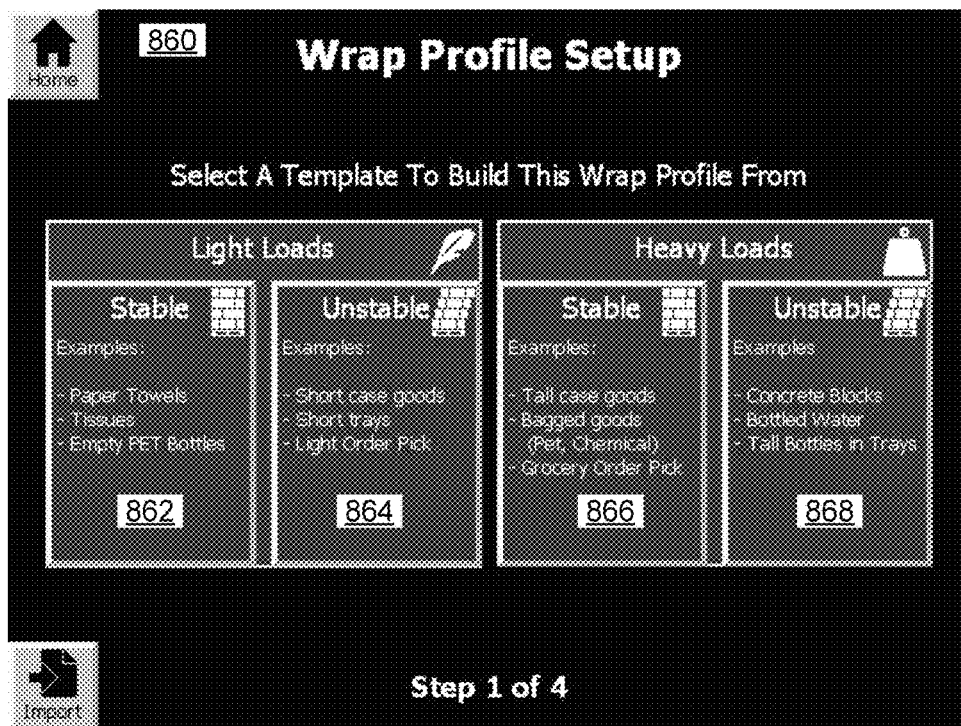 860
Wrap Profile Setup
Home
Select A Template To Build This Wrap Profile From
Light Loads
Stable
Examples:
- Paper Towels
- Tissues
- Empty PET Bottles
862
Unstable
Examples:
- Short case goods
- Short trays
- Light Order Pick
864
Heavy Loads
Stable
Examples:
- Tall case goods
- Bagged goods
(Pet, Chemical)
- Grocery Order Pick
866
Unstable
Examples
- Concrete Blocks
- Bottled Water
- Tall Bottles in Trays
868
Import
Step 1 of 4